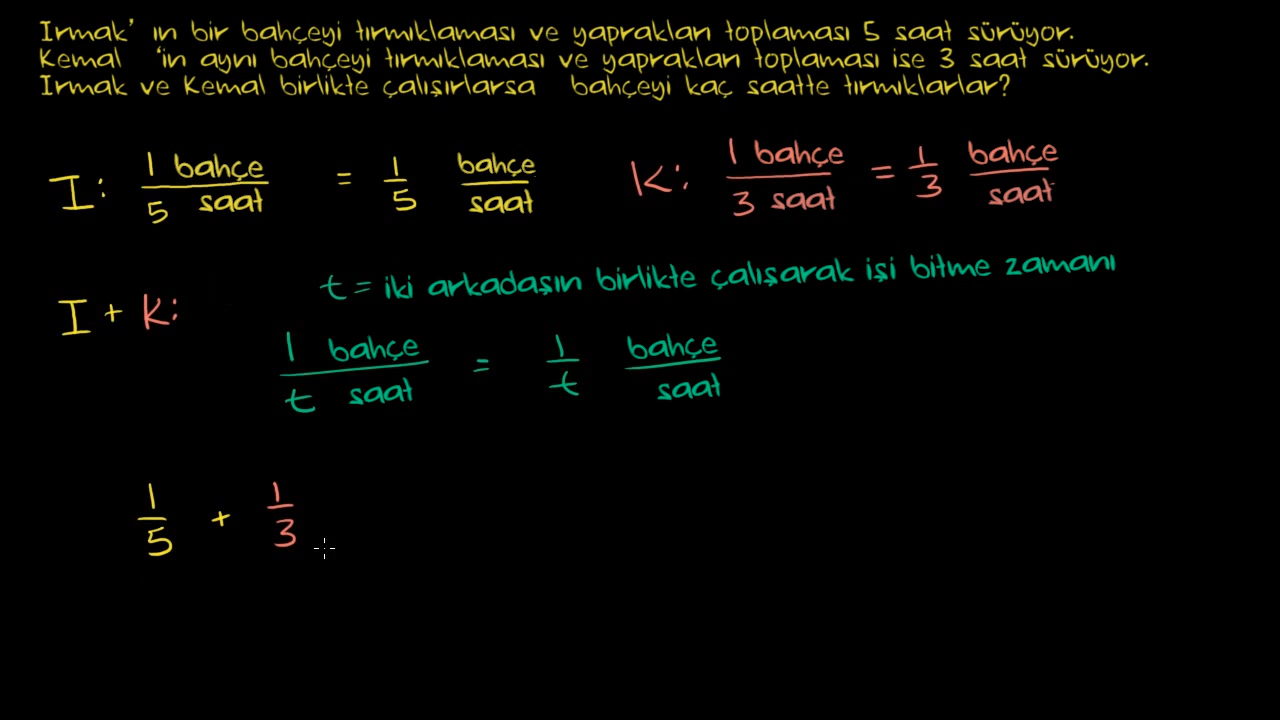 Irmak' ın bir bahçeyi tırmıklaması ve yaprakları toplaması 5 saat sürüyor.
Kemal 'in aynı bahçeyi tırmıklaması ve yaprakları toplaması ise 3 saat sürüyor.
Irmak ve Kemal birlikte çalışırlarsa bahçeyi kaç saatte tırmıklarlar?
I: 1 bahçe / 5 saat = 1/5 bahçe/saat
K: 1 bahçe / 3 saat = 1/3 bahçe/saat
t = iki arkadaşın birlikte çalışarak işi bitme zamanı
I + K:
1 bahçe / t saat = 1/t bahçe/saat
1/5 + 1/3